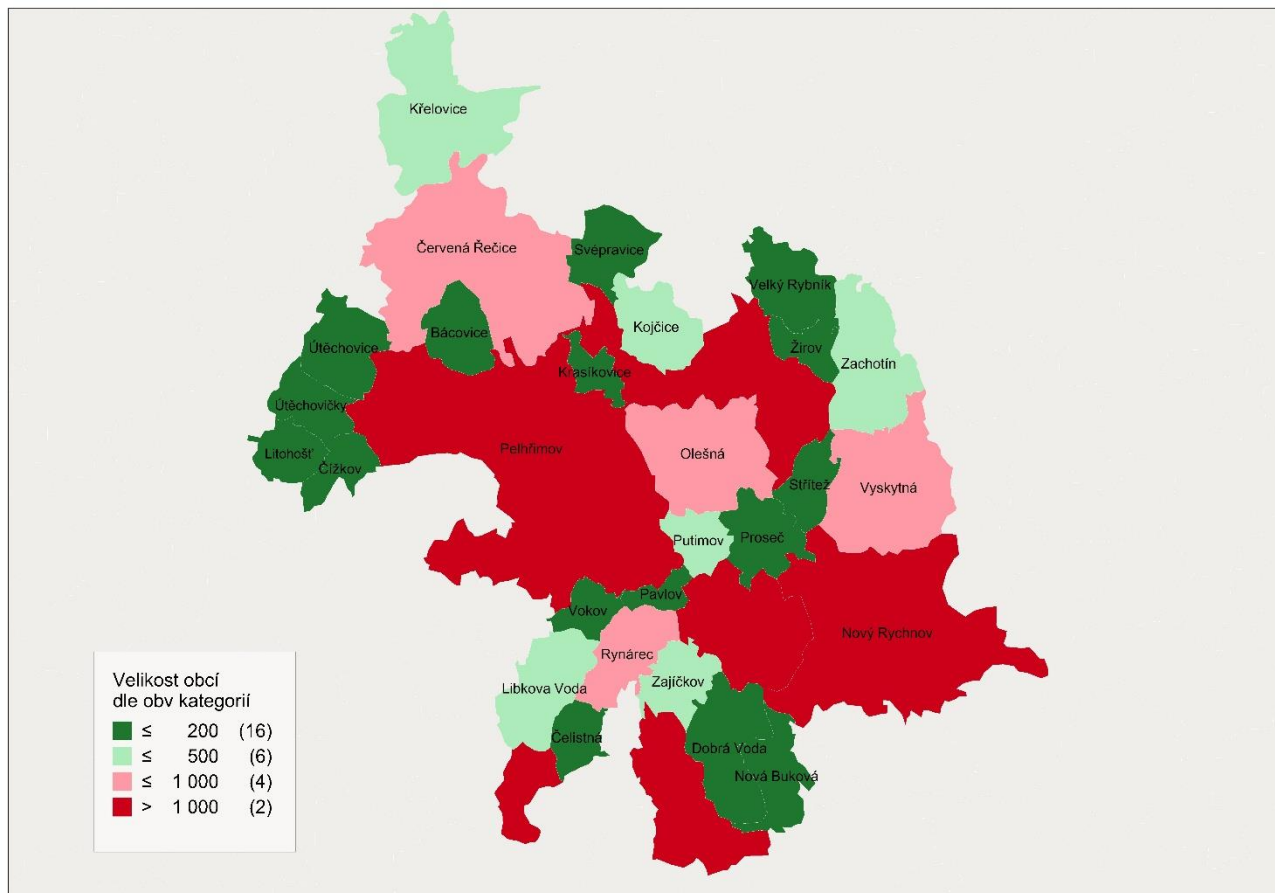 Křelovice
Červená Řečice
Svépravice
Velký Rybník
Kojčice
Bácovice
Útěchovice
Žirov
Zachotín
Krasíkovice
Útěchovičky
Pelhřimov
Olešná
Litohošť
Čížkov
Střítež
Vyskytná
Putimov
Proseč
Pavlov
Vokov
Nový Rychnov
Rynárec
Zajíčkov
Libkova Voda
Čelistná
Dobrá Voda
Nová Buková
Velikost obcí
dle obv kategorií
≤ 200 (16)
≤ 500 (6)
≤ 1 000 (4)
> 1 000 (2)